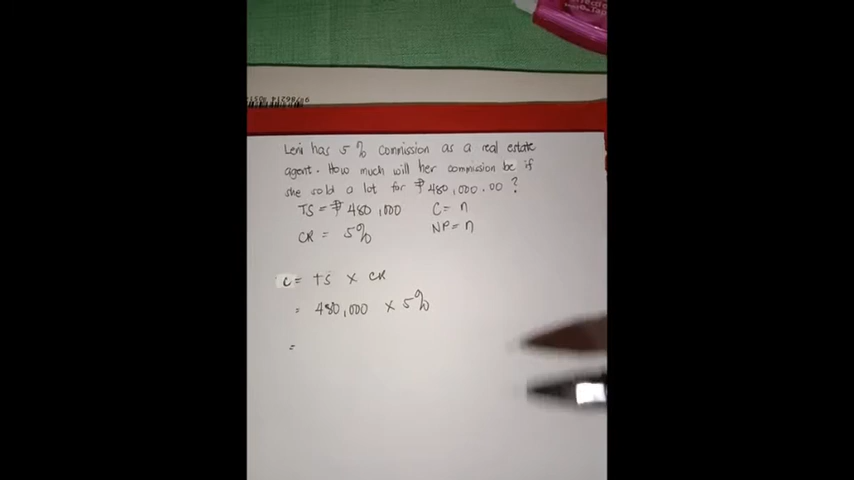 Leni has 5% commission as a real estate
agent. How much will her commission be if
she sold a lot for ₱480,000.00?
TS = ₱480,000 C = n
CR = 5% NP = n
C = TS x CR
= 480,000 x 5%
=